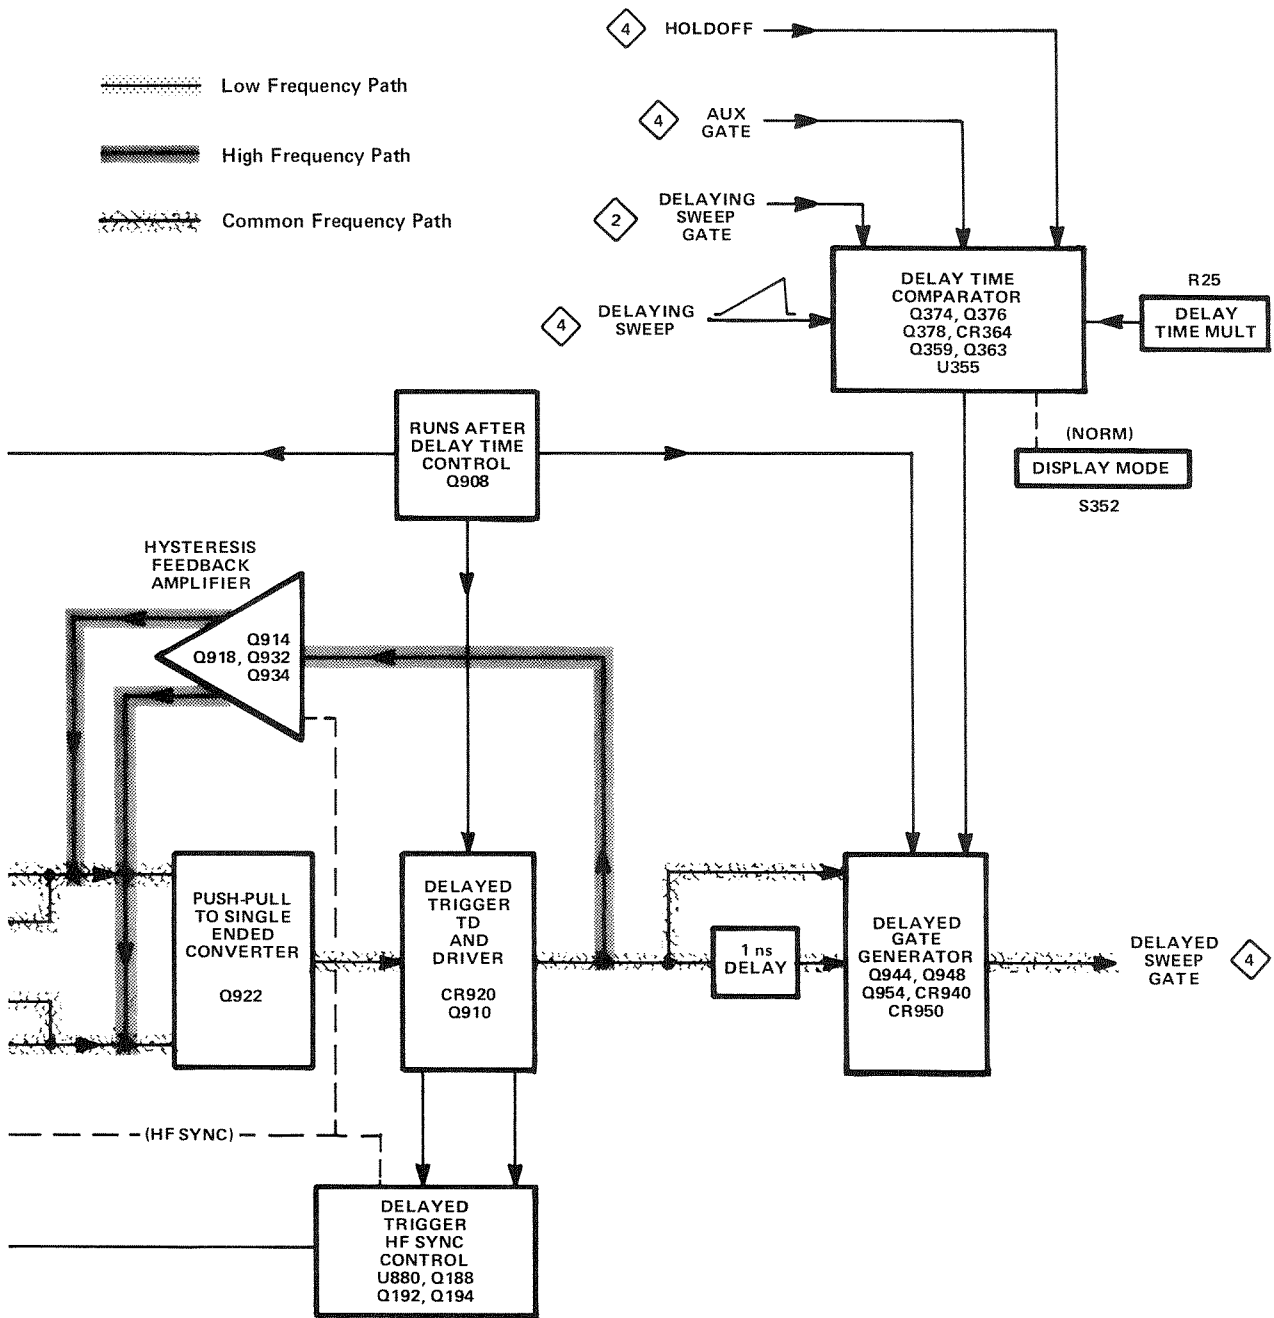 4 HOLDOFF
Low Frequency Path
4 AUX
GATE
High Frequency Path
2 DELAYING
SWEEP
GATE
Common Frequency Path
4 DELAYING
SWEEP
DELAY TIME
COMPARATOR
Q374, Q376
Q378, CR364
Q359, Q363
U355
R25
DELAY
TIME MULT
RUNS AFTER
DELAY TIME
CONTROL
Q908
(NORM)
DISPLAY MODE
S352
HYSTERESIS
FEEDBACK
AMPLIFIER
Q914
Q918, Q932
Q934
PUSH-PULL
TO SINGLE
ENDED
CONVERTER
Q922
DELAYED
TRIGGER
TD
AND
DRIVER
CR920
Q910
1 ns
DELAY
DELAYED
GATE
GENERATOR
Q944, Q948
Q954, CR940
CR950
DELAYED
SWEEP
GATE
4
(HF SYNC)
DELAYED
TRIGGER
HF SYNC
CONTROL
U880, Q188
Q192, Q194